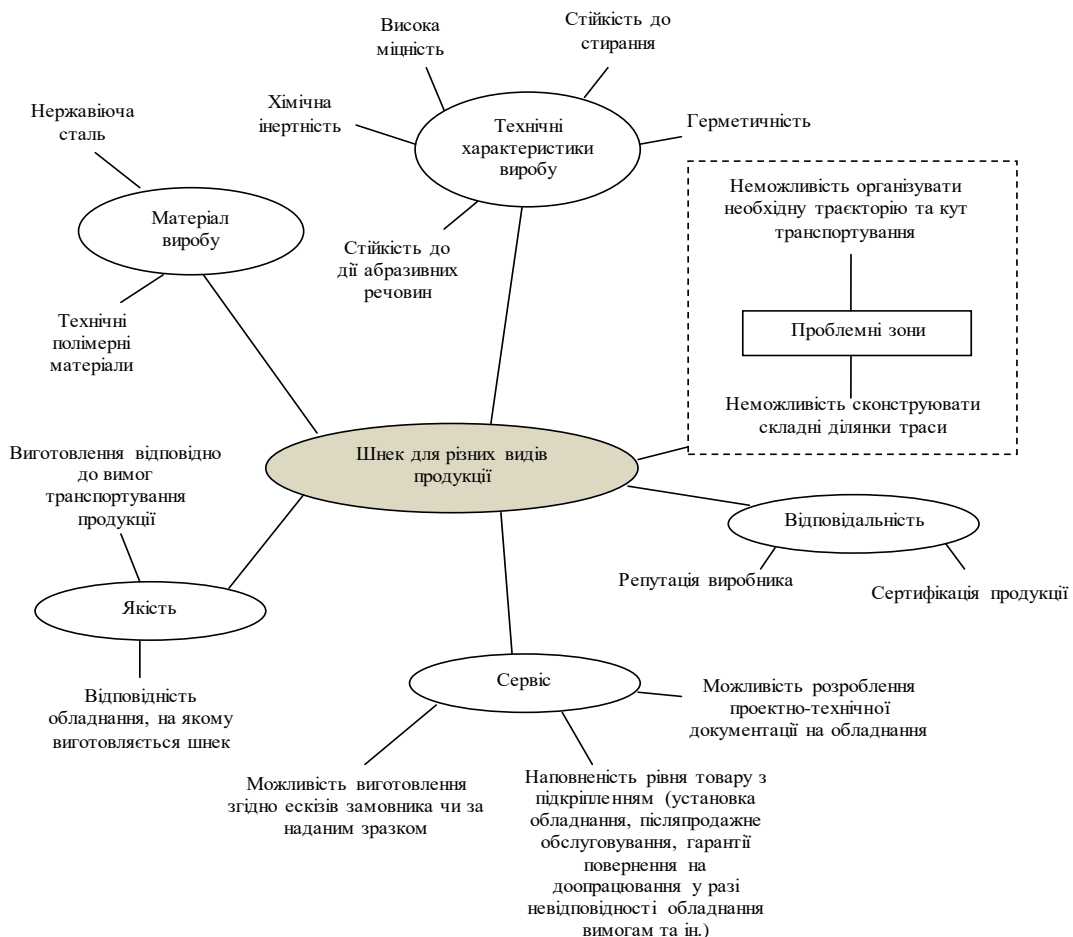 Висока
міцність
Стійкість до
стирання
Хімічна
інертність
Технічні
характеристики
виробу
Герметичність
Нержавіюча
сталь
Матеріал
виробу
Стійкість до
дії абразивних
речовин
Технічні
полімерні
матеріали
Неможливість організувати
необхідну траєкторію та кут
транспортування
Проблемні зони
Неможливість сконструювати
складні ділянки траси
Шнек для різних видів
продукції
Виготовлення відповідно
до вимог
транспортування
продукції
Якість
Відповідність
обладнання, на якому
виготовляється шнек
Відповідальність
Репутація виробника
Сертифікація продукції
Сервіс
Можливість розроблення
проектно-технічної
документації на обладнання
Можливість виготовлення
згідно ескізів замовника чи за
наданим зразком
Наповненість рівня товару з
підкріпленням (установка
обладнання, післяпродажне
обслуговування, гарантії
повернення на
доопрацювання у разі
невідповідності обладнання
вимогам та ін.)